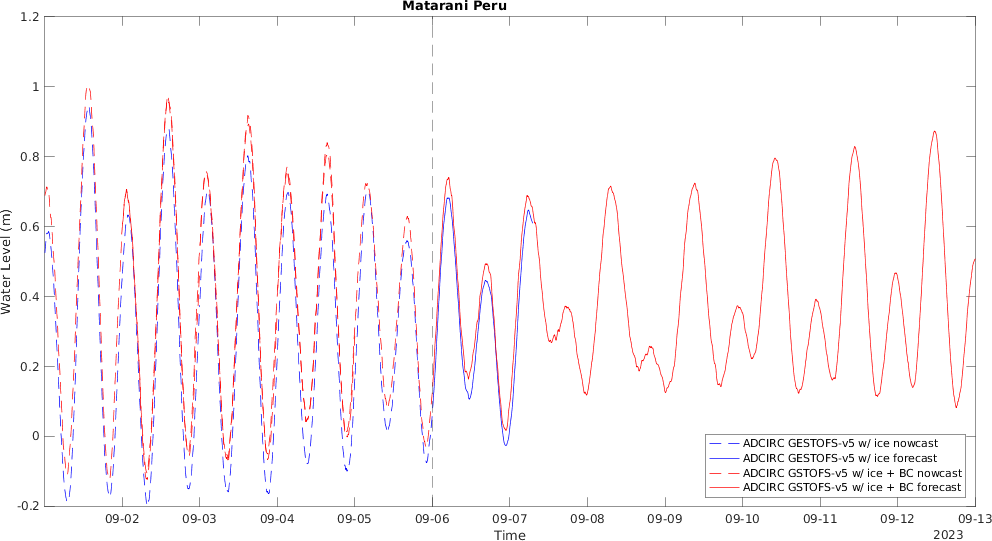 Matarani Peru
1.2
1
0.8
0.6
0.4
0.2
0
-0.2
Water Level (m)
ADCIRC GESTOFS-v5 w/ ice nowcast
ADCIRC GESTOFS-v5 w/ ice forecast
ADCIRC GSTOFS-v5 w/ ice + BC nowcast
ADCIRC GSTOFS-v5 w/ ice + BC forecast
09-02 09-03 09-04 09-05 09-06 09-07 09-08 09-09 09-10 09-11 09-12 09-13
Time
2023